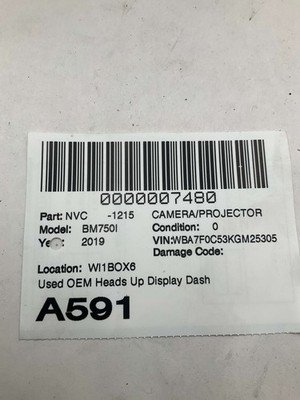 0000007480
Part: NVC -1215 CAMERA/PROJECTOR
Model: BM750I Condition: 0
2019 VIN:WBA7F0C53KGM25305
Damage Code:
Location: WI1BOX6
Used OEM Heads Up Display Dash
A591